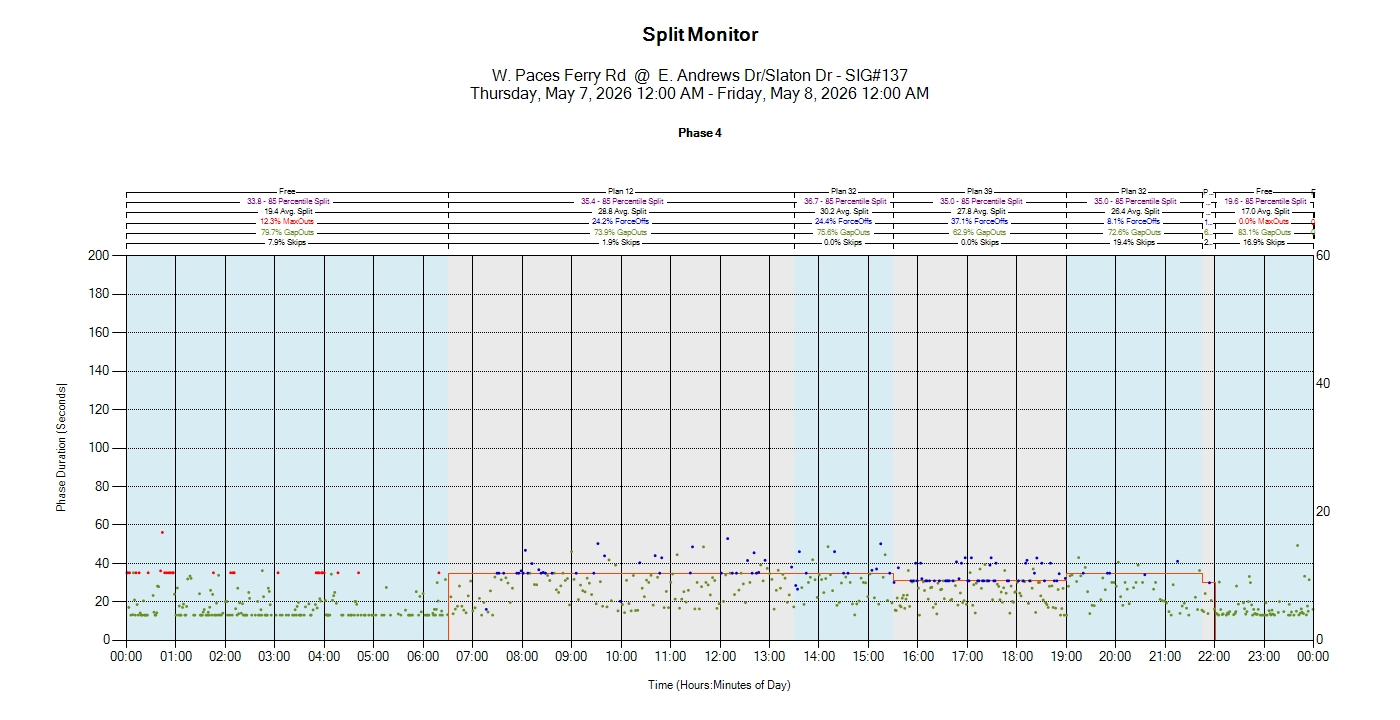 Split Monitor
W. Paces Ferry Rd @ E. Andrews Dr/Slaton Dr - SIG#137
Thursday, May 7, 2026 12:00 AM - Friday, May 8, 2026 12:00 AM
Phase 4
Free Plan 12 Plan 32 Plan 39 Plan 32 P... Free F
33.8 - 85 Percentile Split 35.4 - 85 Percentile Split 36.7 - 85 Percentile Split 35.0 - 85 Percentile Split 35.0 - 85 Percentile Split ... 19.6 - 85 Percentile Split
19.4 Avg. Split 28.8 Avg. Split 30.2 Avg. Split 27.8 Avg. Split 26.4 Avg. Split ... 17.0 Avg. Split
12.3% MaxOuts 24.2% ForceOffs 24.4% ForceOffs 37.1% ForceOffs 8.1% ForceOffs 1... 0.0% MaxOuts
79.7% GapOuts 73.9% GapOuts 75.6% GapOuts 62.9% GapOuts 72.6% GapOuts 6... 83.1% GapOuts
7.9% Skips 1.9% Skips 0.0% Skips 0.0% Skips 19.4% Skips 2... 16.9% Skips
200 60
180
160
140
40
120
100
80
20
60
40
20
0 0
Phase Duration (Seconds)
00:00 01:00 02:00 03:00 04:00 05:00 06:00 07:00 08:00 09:00 10:00 11:00 12:00 13:00 14:00 15:00 16:00 17:00 18:00 19:00 20:00 21:00 22:00 23:00 00:00
Time (Hours:Minutes of Day)